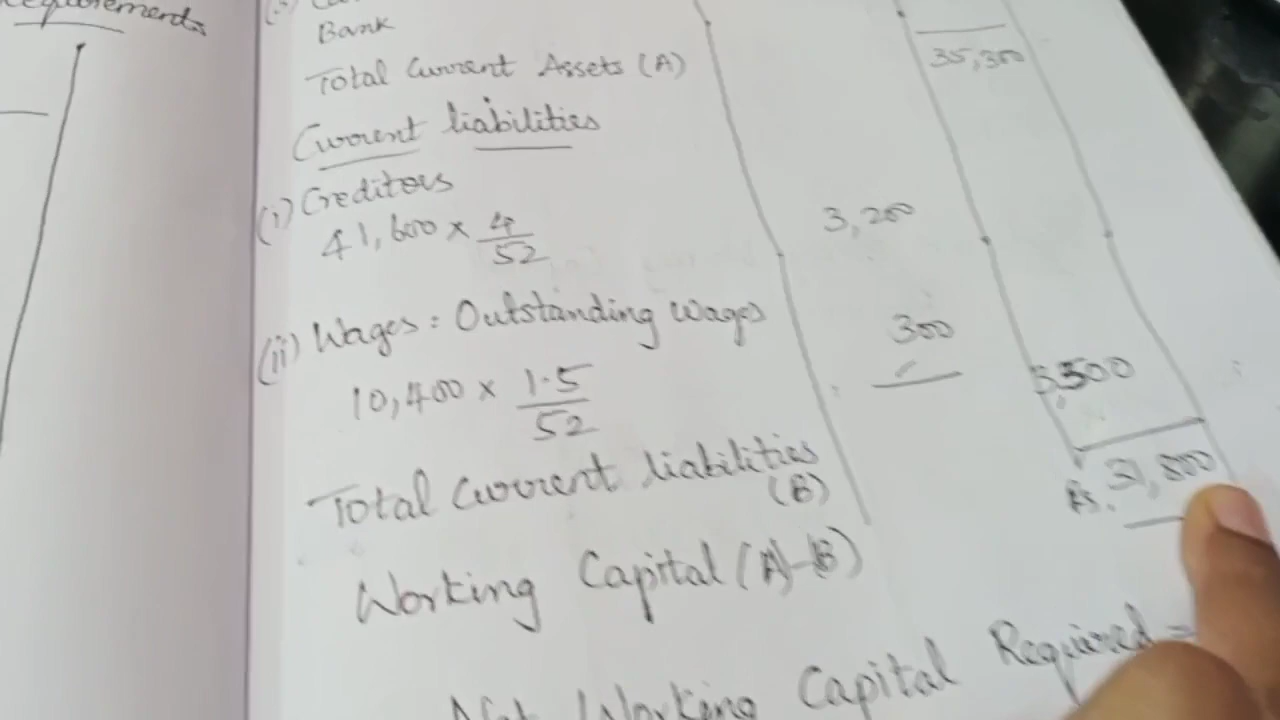 Requirements
Bank
Total Current Assets (A) 35,300
Current liabilities
(i) Creditors
41,600 × 4/52 3,200
(ii) Wages : Outstanding wages
10,400 × 1.5/52 300
3,500
Total Current liabilities (B)
Rs. 31,800
Working Capital (A)-(B)
Net Working Capital Required =